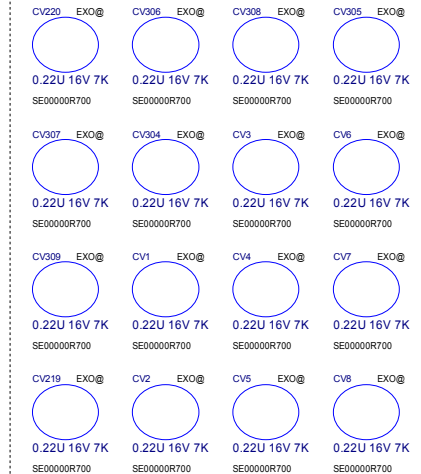 CV220 EXO@ CV306 EXO@ CV308 EXO@ CV305 EXO@
0.22U 16V 7K 0.22U 16V 7K 0.22U 16V 7K 0.22U 16V 7K
SE00000R700 SE00000R700 SE00000R700 SE00000R700
CV307 EXO@ CV304 EXO@ CV3 EXO@ CV6 EXO@
0.22U 16V 7K 0.22U 16V 7K 0.22U 16V 7K 0.22U 16V 7K
SE00000R700 SE00000R700 SE00000R700 SE00000R700
CV309 EXO@ CV1 EXO@ CV4 EXO@ CV7 EXO@
0.22U 16V 7K 0.22U 16V 7K 0.22U 16V 7K 0.22U 16V 7K
SE00000R700 SE00000R700 SE00000R700 SE00000R700
CV219 EXO@ CV2 EXO@ CV5 EXO@ CV8 EXO@
0.22U 16V 7K 0.22U 16V 7K 0.22U 16V 7K 0.22U 16V 7K
SE00000R700 SE00000R700 SE00000R700 SE00000R700